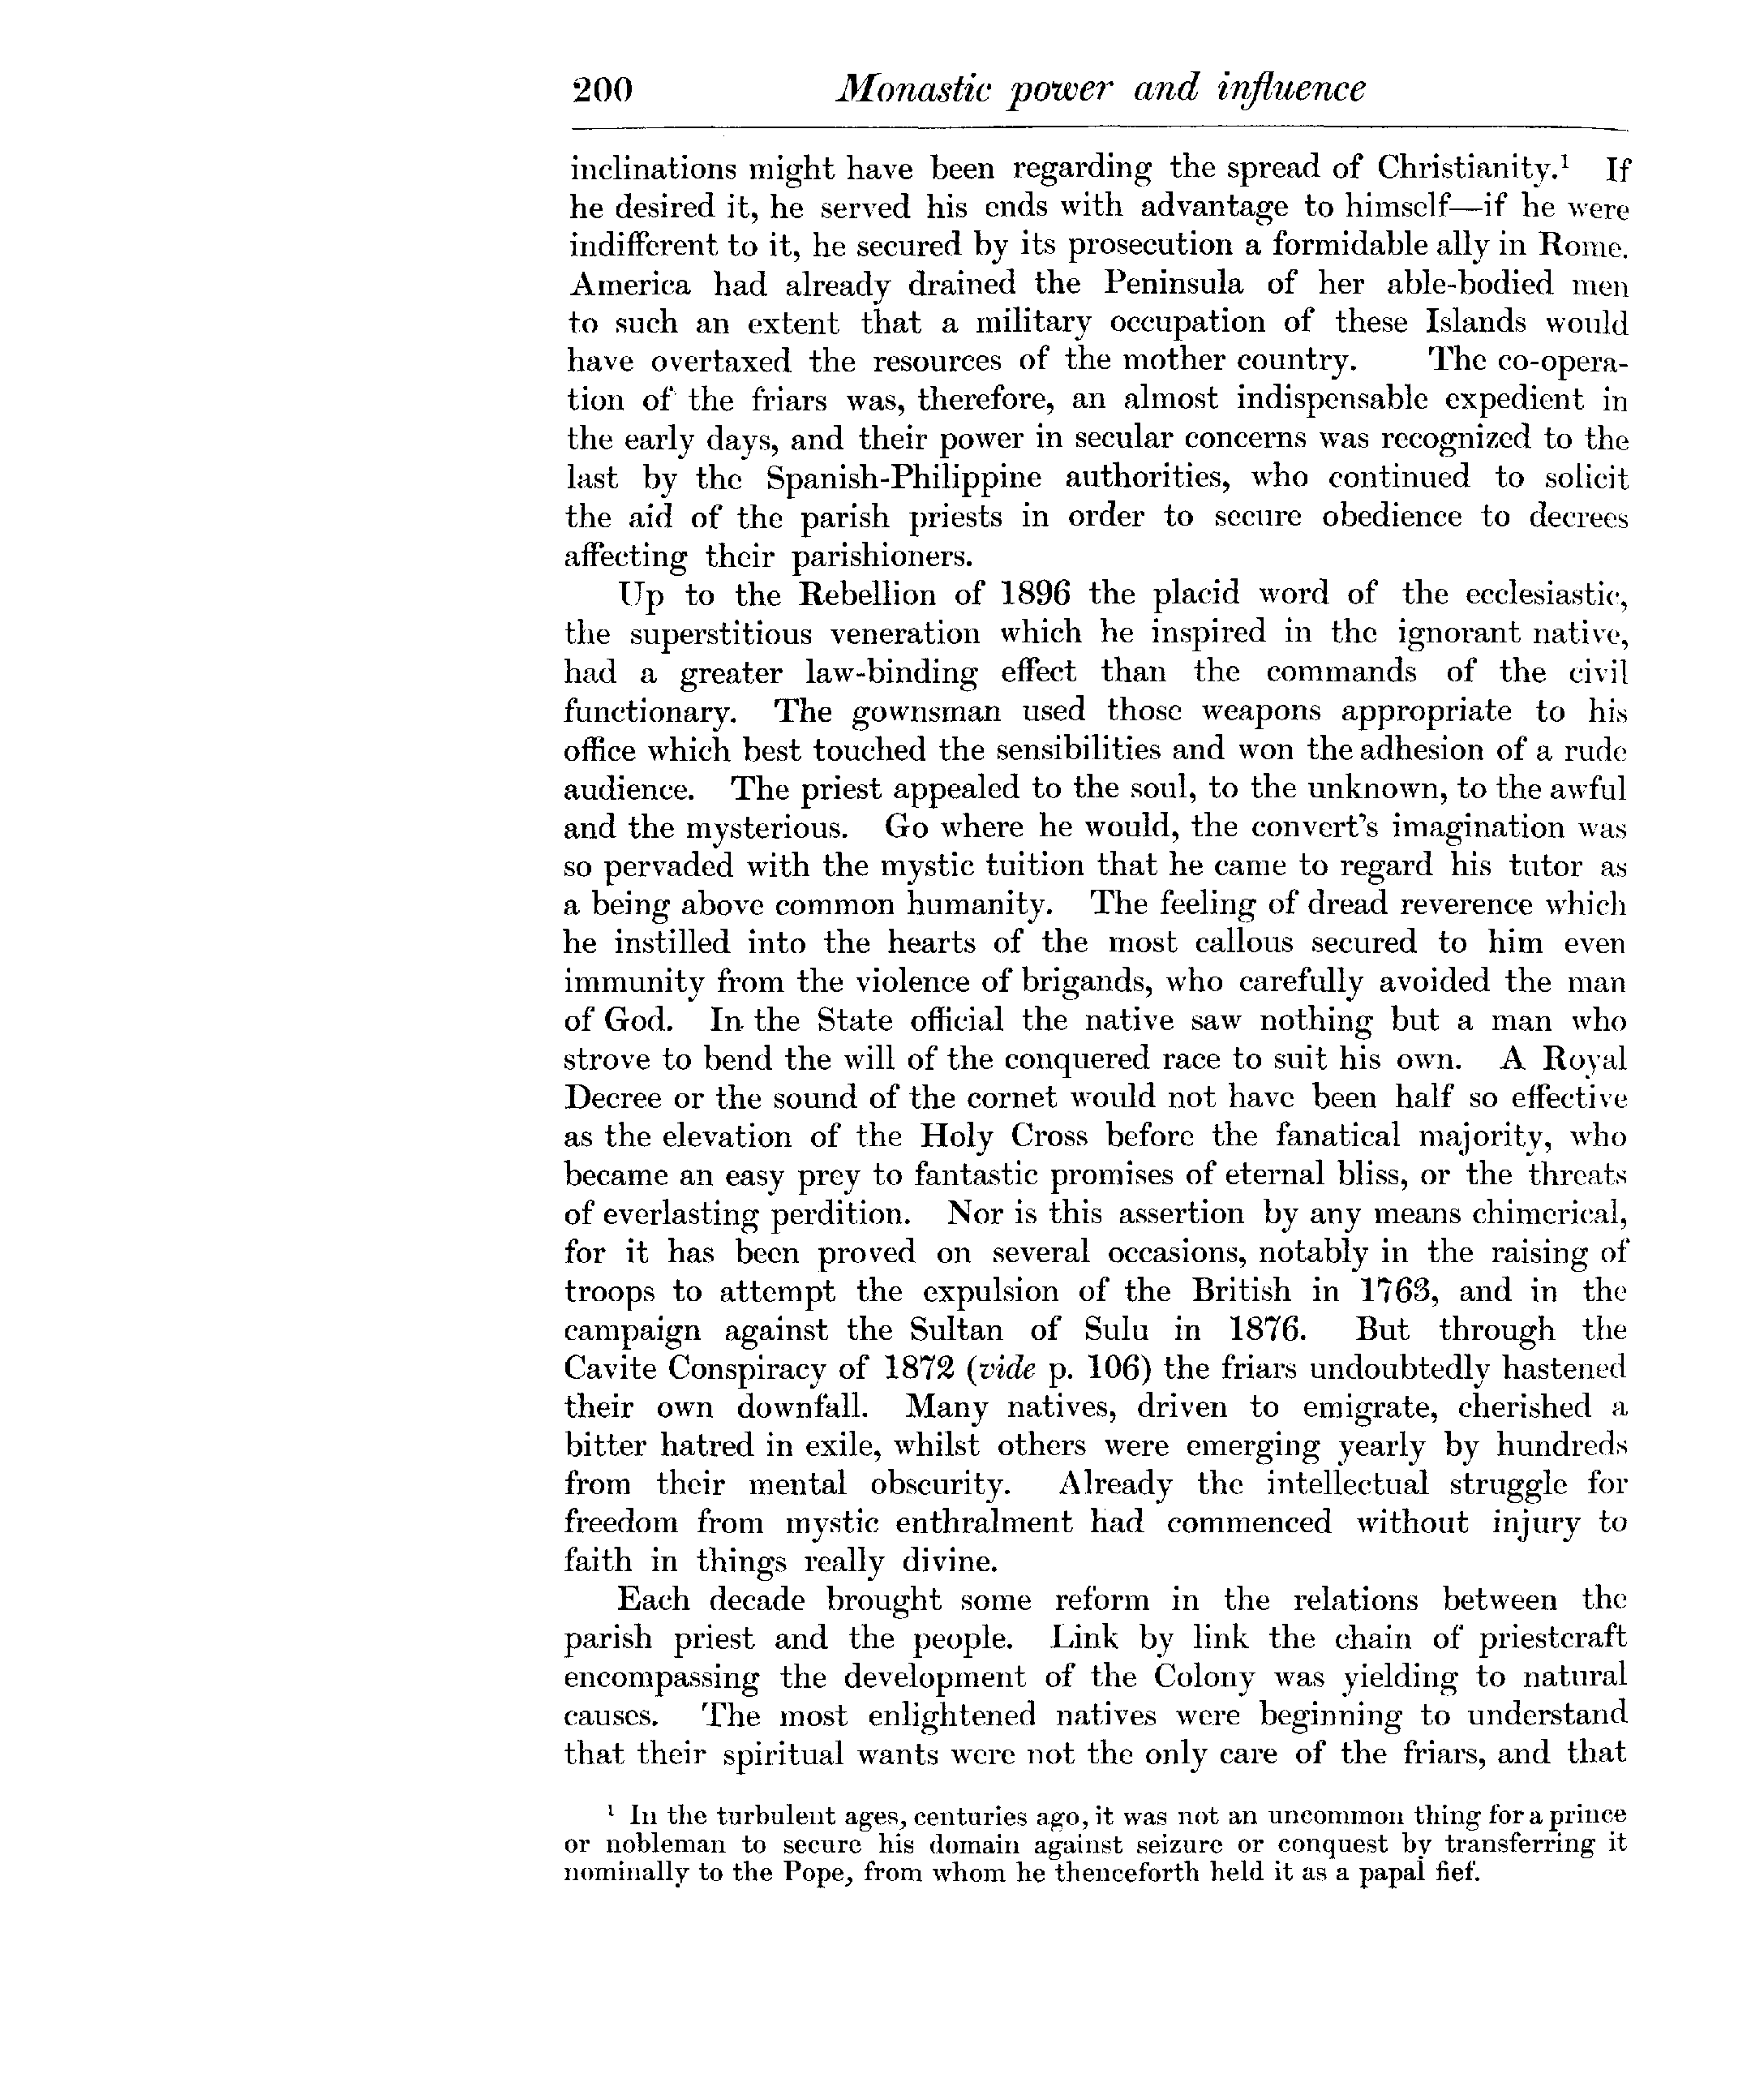 200 Monastic power and influence
inclinations might have been regarding the spread of Christianity.¹ If
he desired it, he served his ends with advantage to himself—if he were
indifferent to it, he secured by its prosecution a formidable ally in Rome.
America had already drained the Peninsula of her able-bodied men
to such an extent that a military occupation of these Islands would
have overtaxed the resources of the mother country. The co-opera-
tion of the friars was, therefore, an almost indispensable expedient in
the early days, and their power in secular concerns was recognized to the
last by the Spanish-Philippine authorities, who continued to solicit
the aid of the parish priests in order to secure obedience to decrees
affecting their parishioners.
Up to the Rebellion of 1896 the placid word of the ecclesiastic,
the superstitious veneration which he inspired in the ignorant native,
had a greater law-binding effect than the commands of the civil
functionary. The gownsman used those weapons appropriate to his
office which best touched the sensibilities and won the adhesion of a rude
audience. The priest appealed to the soul, to the unknown, to the awful
and the mysterious. Go where he would, the convert's imagination was
so pervaded with the mystic tuition that he came to regard his tutor as
a being above common humanity. The feeling of dread reverence which
he instilled into the hearts of the most callous secured to him even
immunity from the violence of brigands, who carefully avoided the man
of God. In the State official the native saw nothing but a man who
strove to bend the will of the conquered race to suit his own. A Royal
Decree or the sound of the cornet would not have been half so effective
as the elevation of the Holy Cross before the fanatical majority, who
became an easy prey to fantastic promises of eternal bliss, or the threats
of everlasting perdition. Nor is this assertion by any means chimerical,
for it has been proved on several occasions, notably in the raising of
troops to attempt the expulsion of the British in 1763, and in the
campaign against the Sultan of Sulu in 1876. But through the
Cavite Conspiracy of 1872 (vide p. 106) the friars undoubtedly hastened
their own downfall. Many natives, driven to emigrate, cherished a
bitter hatred in exile, whilst others were emerging yearly by hundreds
from their mental obscurity. Already the intellectual struggle for
freedom from mystic enthralment had commenced without injury to
faith in things really divine.
Each decade brought some reform in the relations between the
parish priest and the people. Link by link the chain of priestcraft
encompassing the development of the Colony was yielding to natural
causes. The most enlightened natives were beginning to understand
that their spiritual wants were not the only care of the friars, and that
¹ In the turbulent ages, centuries ago, it was not an uncommon thing for a prince
or nobleman to secure his domain against seizure or conquest by transferring it
nominally to the Pope, from whom he thenceforth held it as a papal fief.